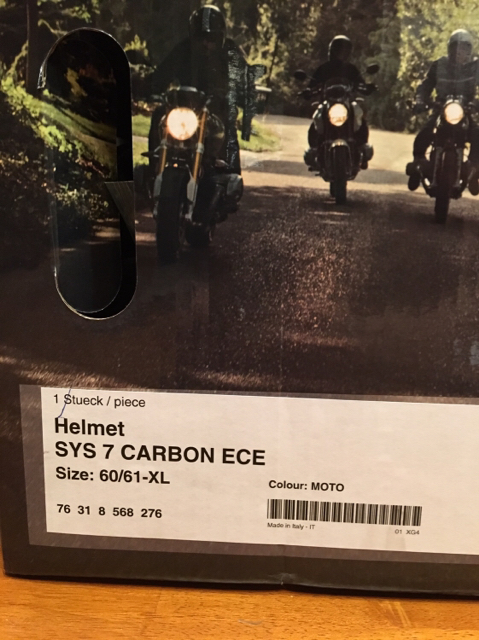 1 Stueck / piece
Helmet
SYS 7 CARBON ECE
Size: 60/61-XL
Colour: MOTO
76 31 8 568 276
Made in Italy - IT
01 XG4